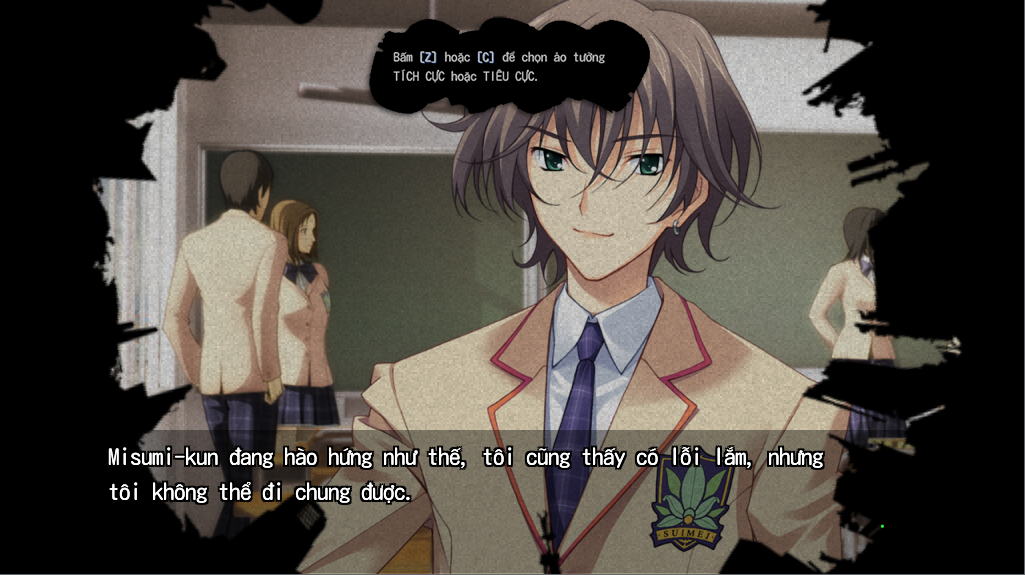 Bấm [Z] hoặc [C] để chọn ảo tưởng
TÍCH CỰC hoặc TIÊU CỰC.
Misumi-kun đang hào hứng như thế, tôi cũng thấy có lỗi lắm, nhưng
tôi không thể đi chung được.
SUIMEI